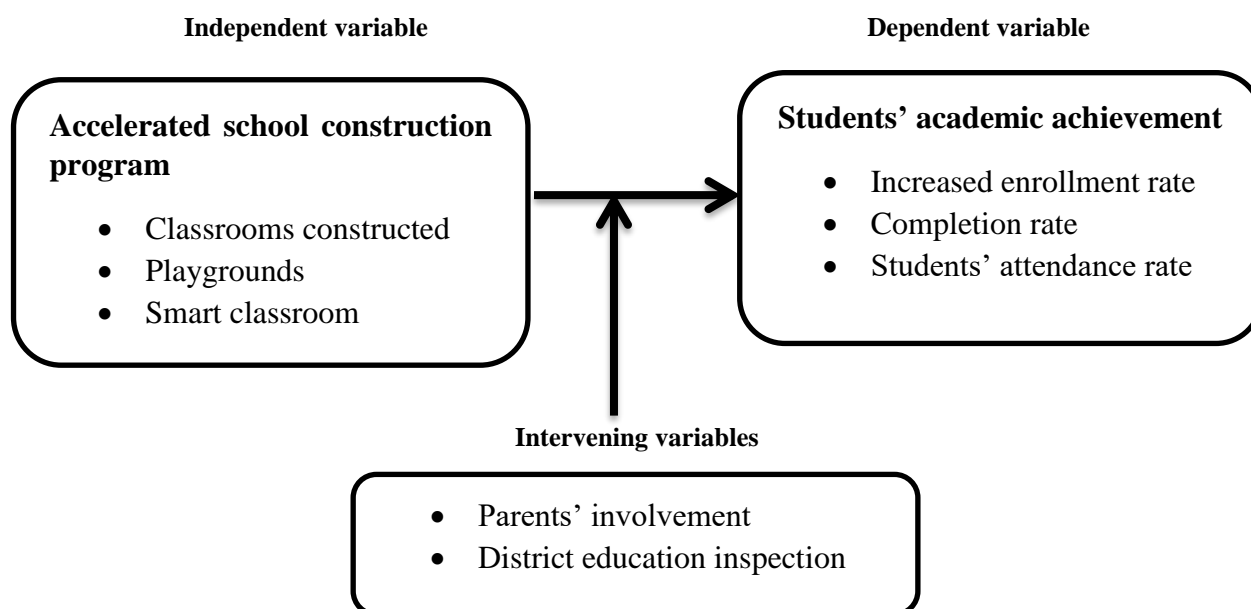 Independent variable
Dependent variable
Accelerated school construction
program
• Classrooms constructed
• Playgrounds
• Smart classroom
Students’ academic achievement
• Increased enrollment rate
• Completion rate
• Students’ attendance rate
Intervening variables
• Parents’ involvement
• District education inspection